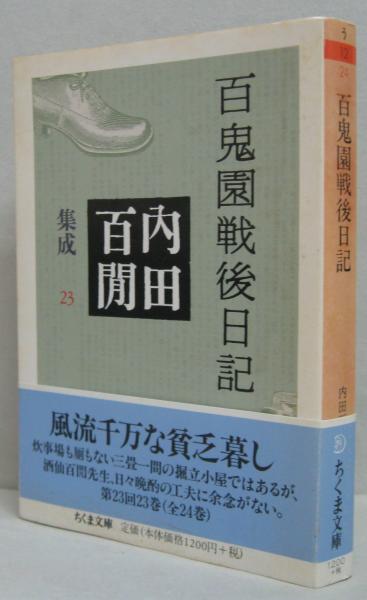 百鬼園戦後日記
内田
百閒
集成
23
風流千万な貧乏暮し
炊事場も厠もない三畳一間の掘立小屋ではあるが、
酒仙百閒先生、日々晩酌の工夫に余念がない。
第23回23巻(全24巻)
ちくま文庫 定価(本体価格1200円+税)
う
12
24
百鬼園戦後日記
内田
ちくま文庫
1200
+税